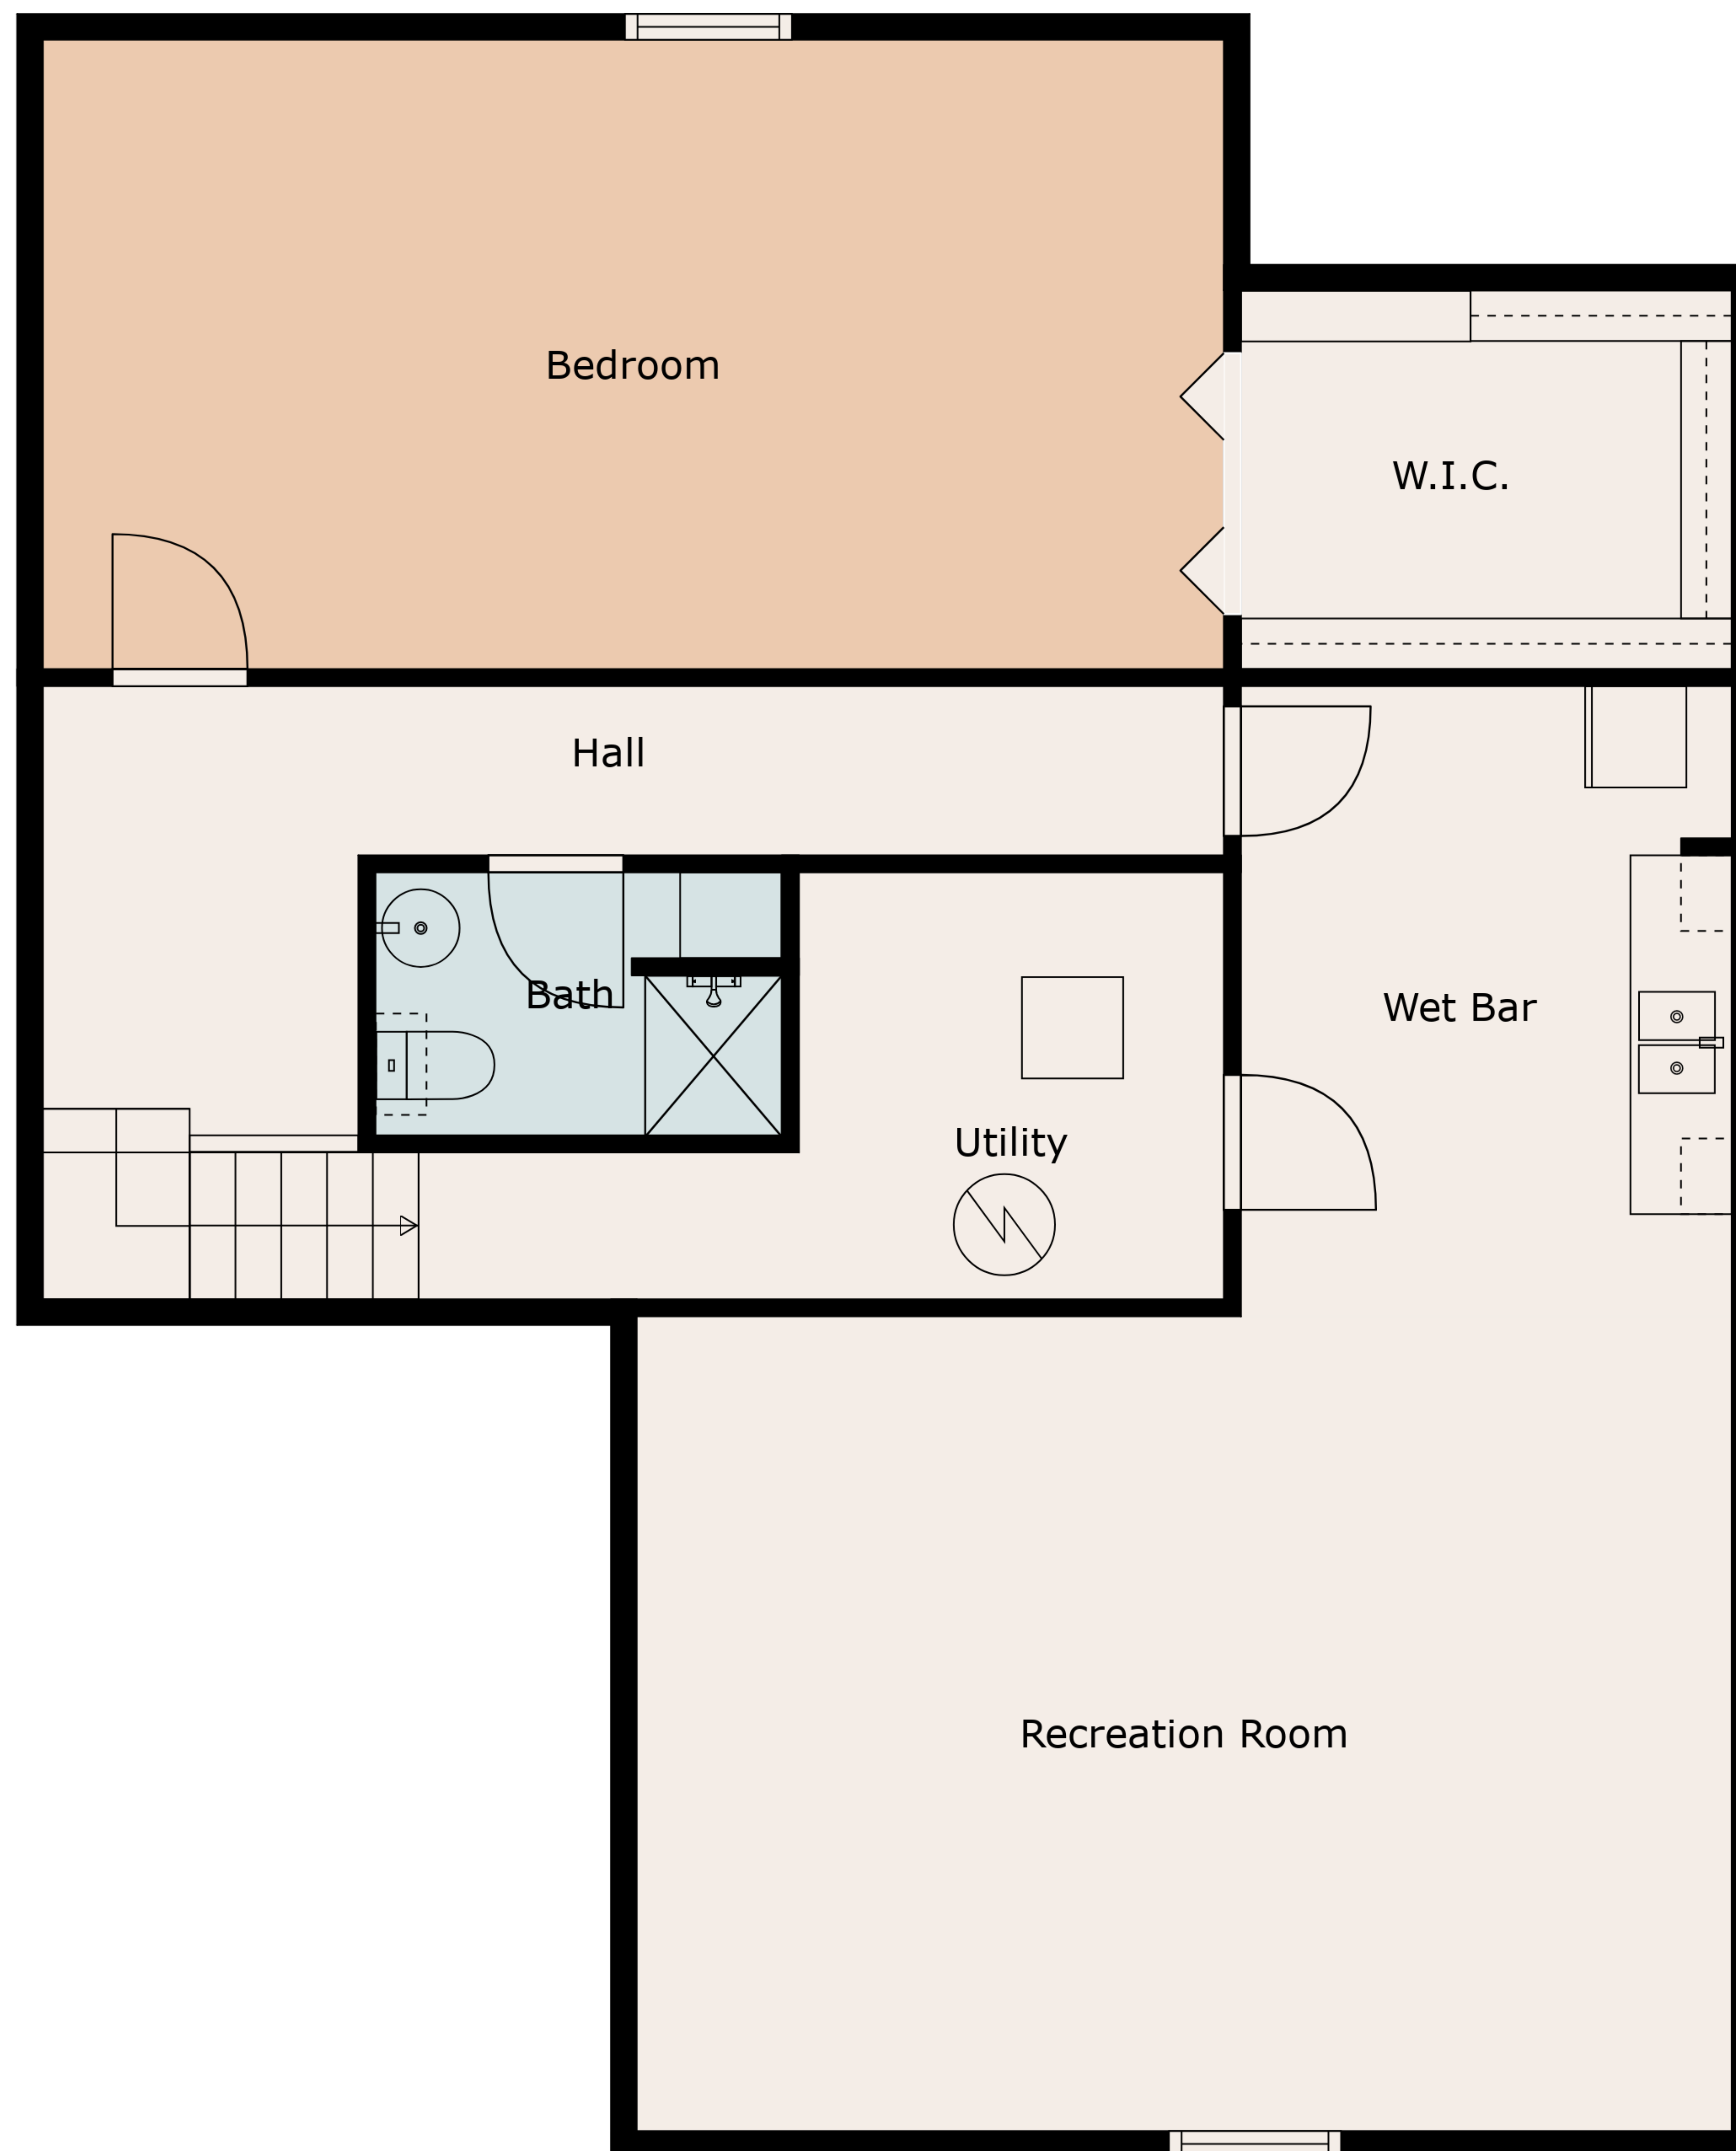 Bedroom
W.I.C.
Hall
Bath
Wet Bar
Utility
Recreation Room